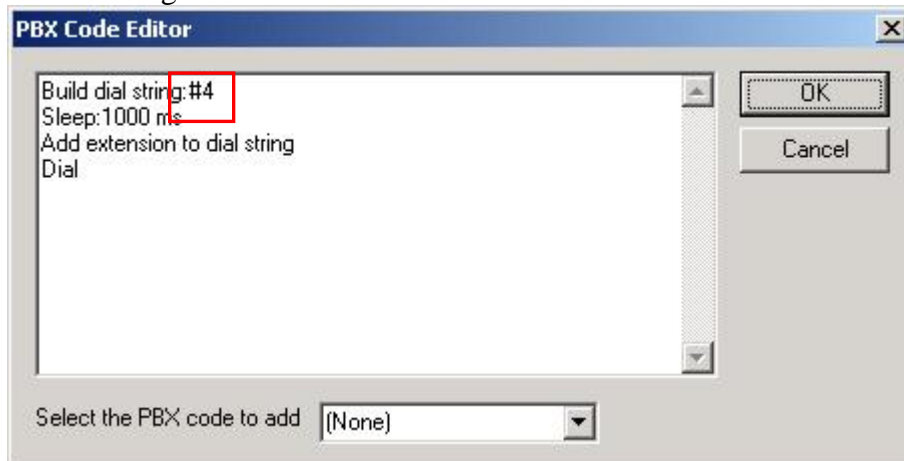 PBX Code Editor
Build dial string:#4
Sleep:1000 ms
Add extension to dial string
Dial
OK
Cancel
Select the PBX code to add
(None)